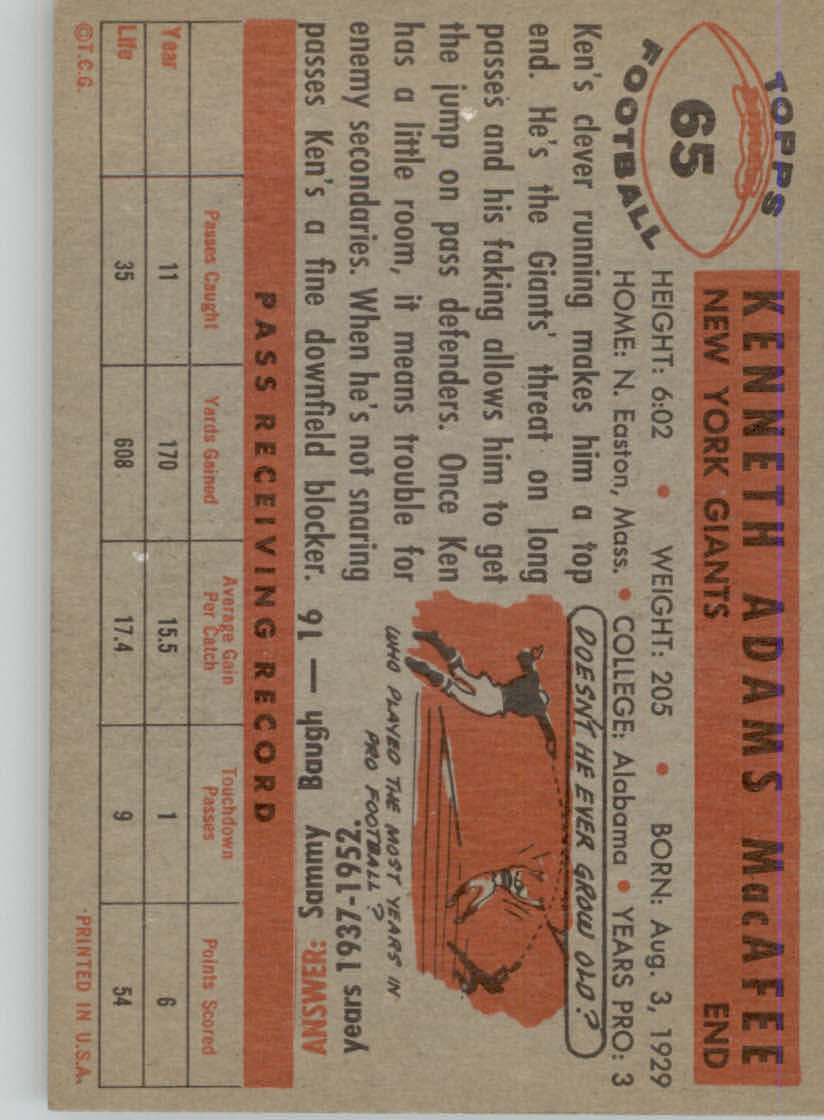 TOPPS
65
FOOTBALL
KENNETH ADAMS MacAFEE
NEW YORK GIANTS END
HEIGHT: 6:02 • WEIGHT: 205 • BORN: Aug. 3, 1929
HOME: N. Easton, Mass. • COLLEGE: Alabama • YEARS PRO: 3
Ken's clever running makes him a top
end. He's the Giants' threat on long
passes and his faking allows him to get
the jump on pass defenders. Once Ken
has a little room, it means trouble for
enemy secondaries. When he's not snaring
passes Ken's a fine downfield blocker.
DOESN'T HE EVER GROW OLD?
WHO PLAYED THE MOST YEARS IN
PRO FOOTBALL?
ANSWER: Sammy Baugh — 16
years 1937-1952.
PASS RECEIVING RECORD
Passes Caught Yards Gained Average Gain Per Catch Touchdown Passes Points Scored
Year 11 170 15.5 1 6
Life 35 608 17.4 9 54
©T.C.G. PRINTED IN U.S.A.